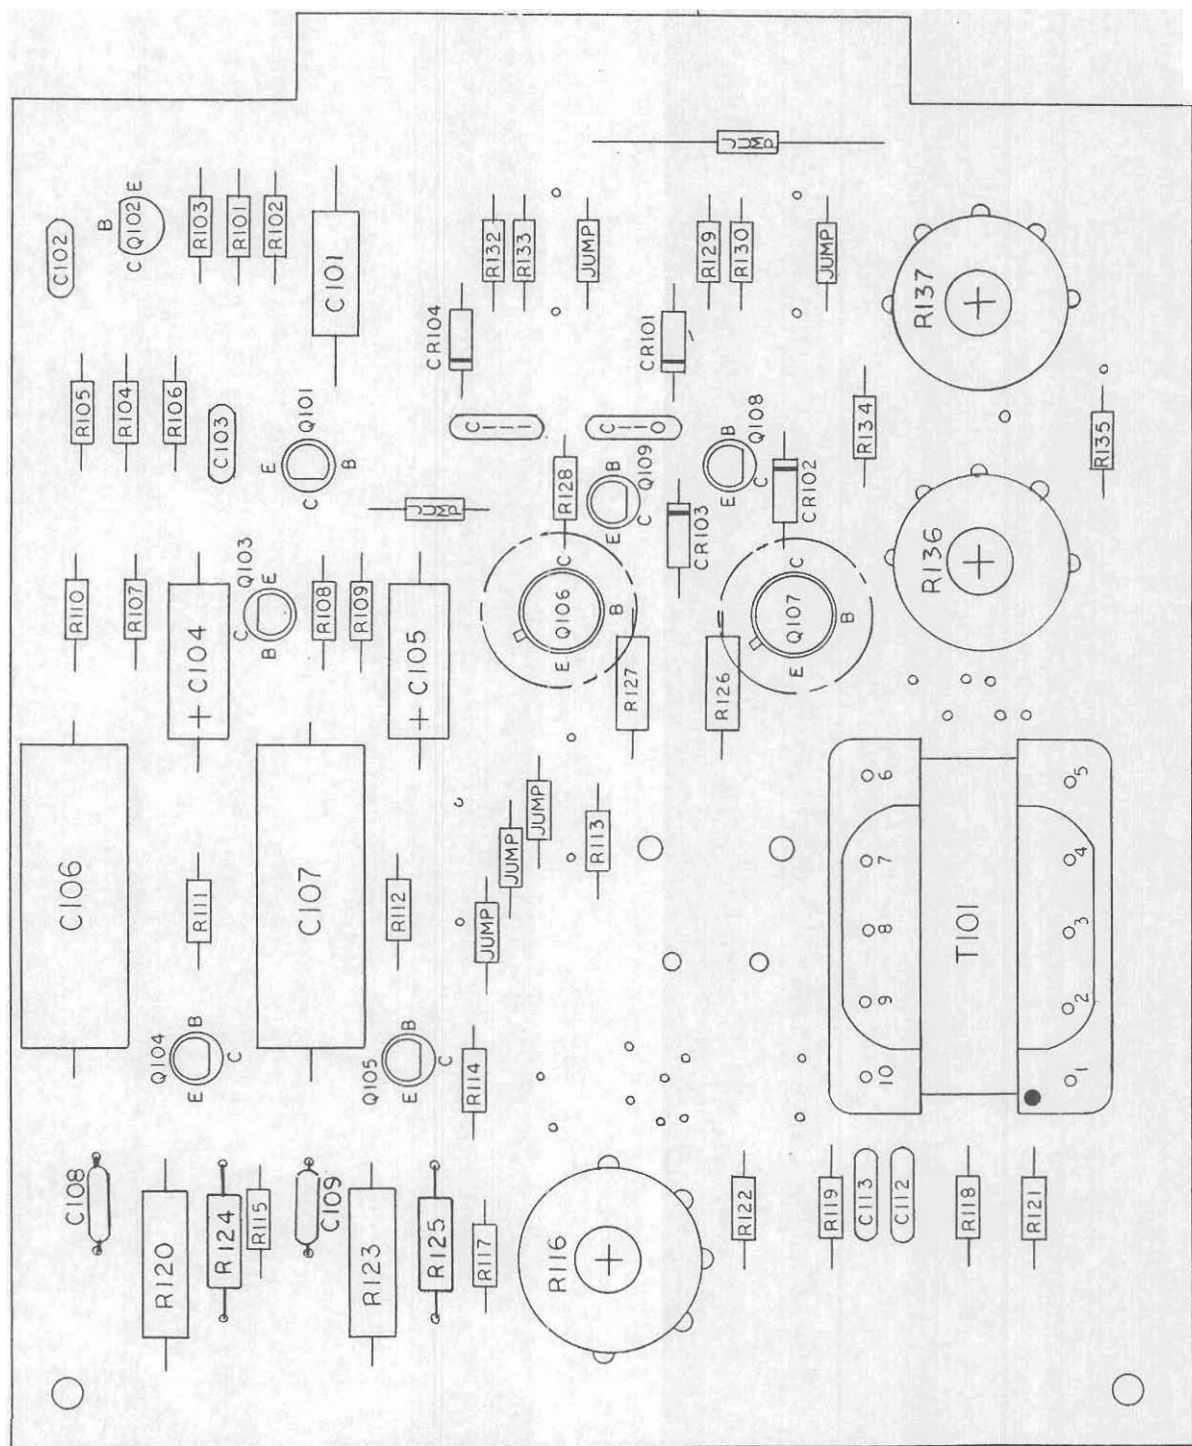 JUMP
C102
B
C Q102 E
R103
R101
R102
C101
R132
R133
JUMP
R129
R130
JUMP
R137
CR104
CR101
R105
R104
R106
C103
E
C
B
Q101
C111
C110
R128
B
C
E
Q109
B
C
E
Q108
CR102
CR103
R134
R135
JUMP
R136
R110
R107
+ C104
C
B
E
Q103
R108
R109
+ C105
C
Q106
B
E
C
Q107
B
E
R127
R126
C106
R111
C107
R112
JUMP
JUMP
JUMP
R113
6
7
8
9
10
T101
5
4
3
2
1
Q104
B
C
E
Q105
B
C
E
R114
C108
R120
R124
R115
C109
R123
R125
R117
R116
R122
R119
C113
C112
R118
R121